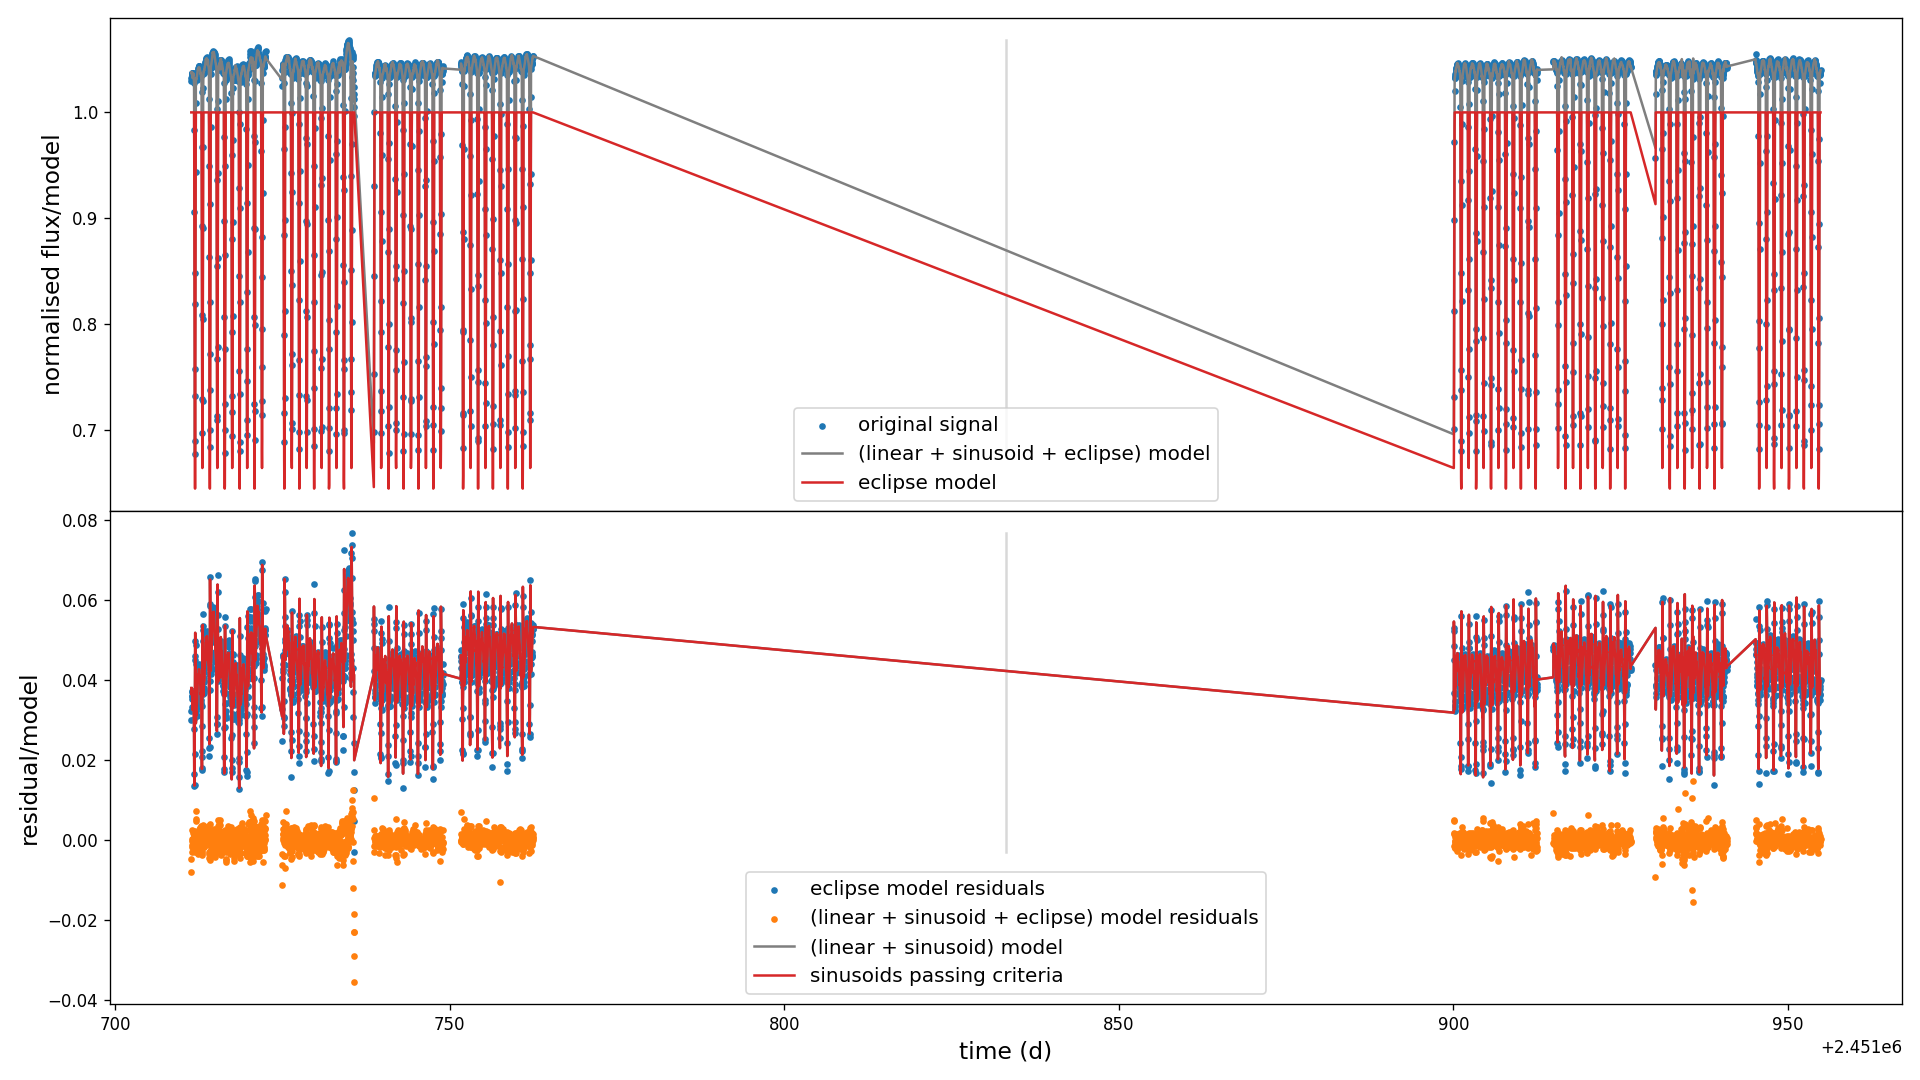 normalised flux/model
1.0
0.9
0.8
0.7
original signal
(linear + sinusoid + eclipse) model
eclipse model
residual/model
0.08
0.06
0.04
0.02
0.00
−0.02
−0.04
eclipse model residuals
(linear + sinusoid + eclipse) model residuals
(linear + sinusoid) model
sinusoids passing criteria
700 750 800 850 900 950
time (d)
+2.451e6